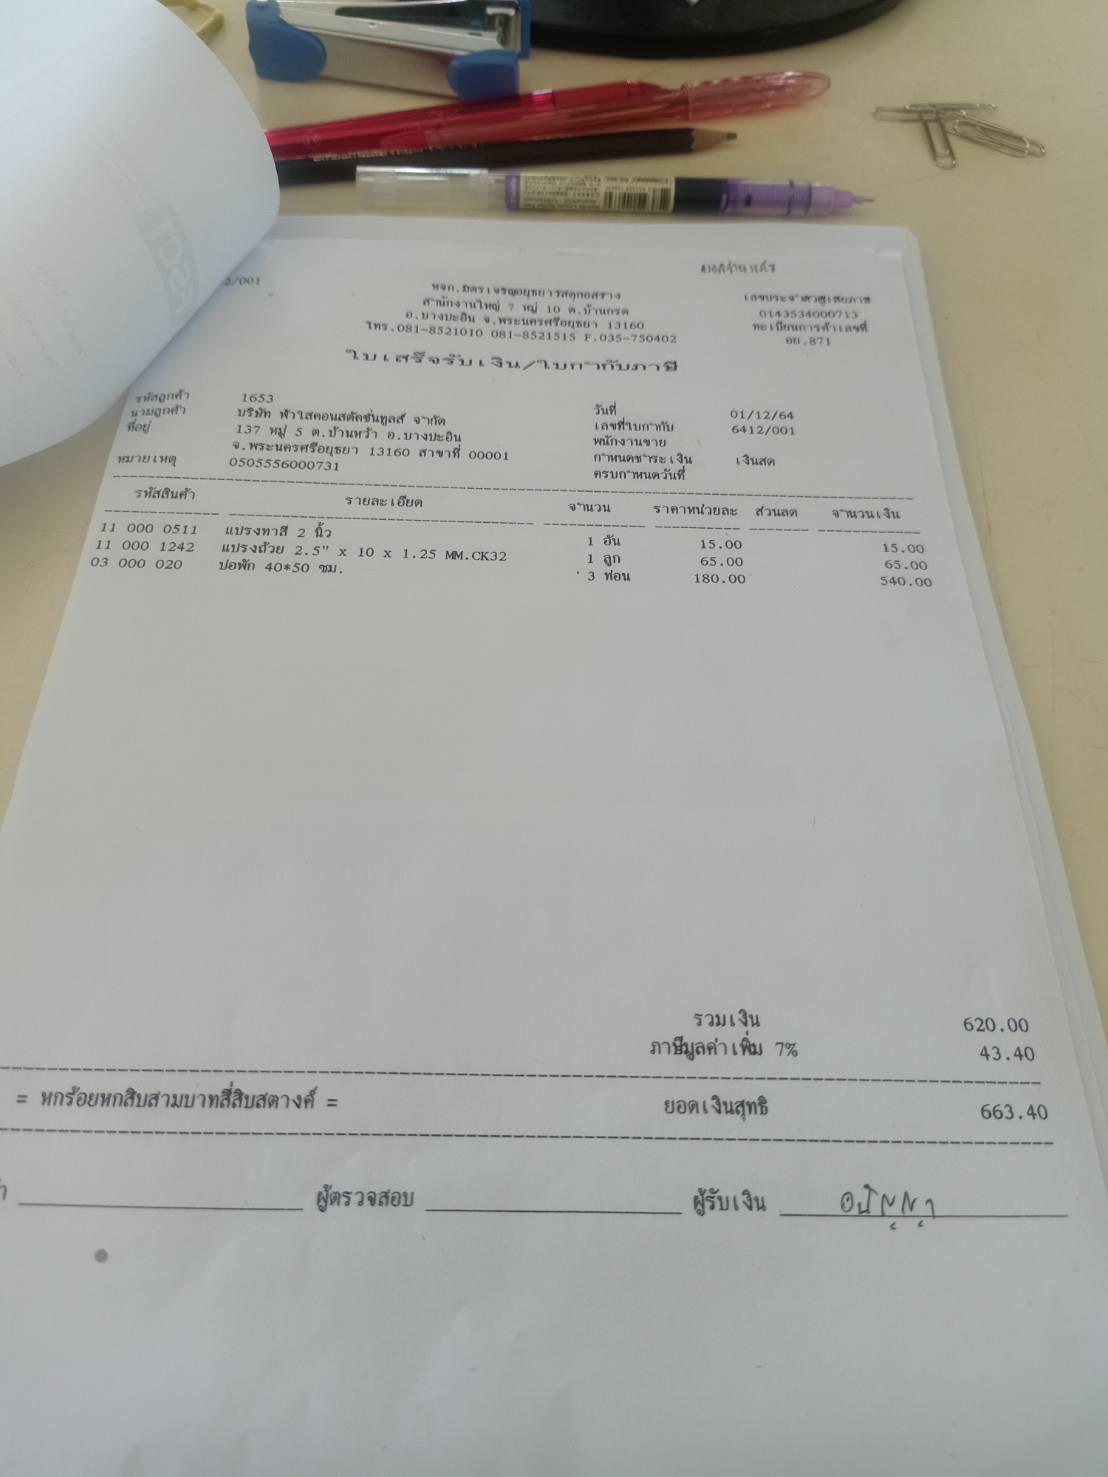 2/001
หจก.มิตรเจริญอยุธยาวัสดุก่อสร้าง
สำนักงานใหญ่ 7 หมู่ 10 ต.บ้านกรด
อ.บางปะอิน จ.พระนครศรีอยุธยา 13160
โทร.081-8521010 081-8521515 F.035-750402
เลขประจำตัวผู้เสียภาษี
0143534000713
ทะเบียนการค้าเลขที่
อย.871
ใบเสร็จรับเงิน/ใบกำกับภาษี
รหัสลูกค้า 1653
นามลูกค้า บริษัท ฟ้าใสคอนสตัคชั่นทูลส์ จำกัด
ที่อยู่ 137 หมู่ 5 ต.บ้านหว้า อ.บางปะอิน
จ.พระนครศรีอยุธยา 13160 สาขาที่ 00001
หมายเหตุ 0505556000731
วันที่ 01/12/64
เลขที่ใบกำกับ 6412/001
พนักงานขาย
กำหนดชำระเงิน เงินสด
ครบกำหนดวันที่
รหัสสินค้า รายละเอียด จำนวน ราคาหน่วยละ ส่วนลด จำนวนเงิน
11 000 0511 แปรงทาสี 2 นิ้ว 1 อัน 15.00 15.00
11 000 1242 แปรงถ้วย 2.5" x 10 x 1.25 MM.CK32 1 ลูก 65.00 65.00
03 000 020 บ่อพัก 40*50 ซม. 3 ท่อน 180.00 540.00
รวมเงิน 620.00
ภาษีมูลค่าเพิ่ม 7% 43.40
= หกร้อยหกสิบสามบาทสี่สิบสตางค์ = ยอดเงินสุทธิ 663.40
ผู้ตรวจสอบ ผู้รับเงิน